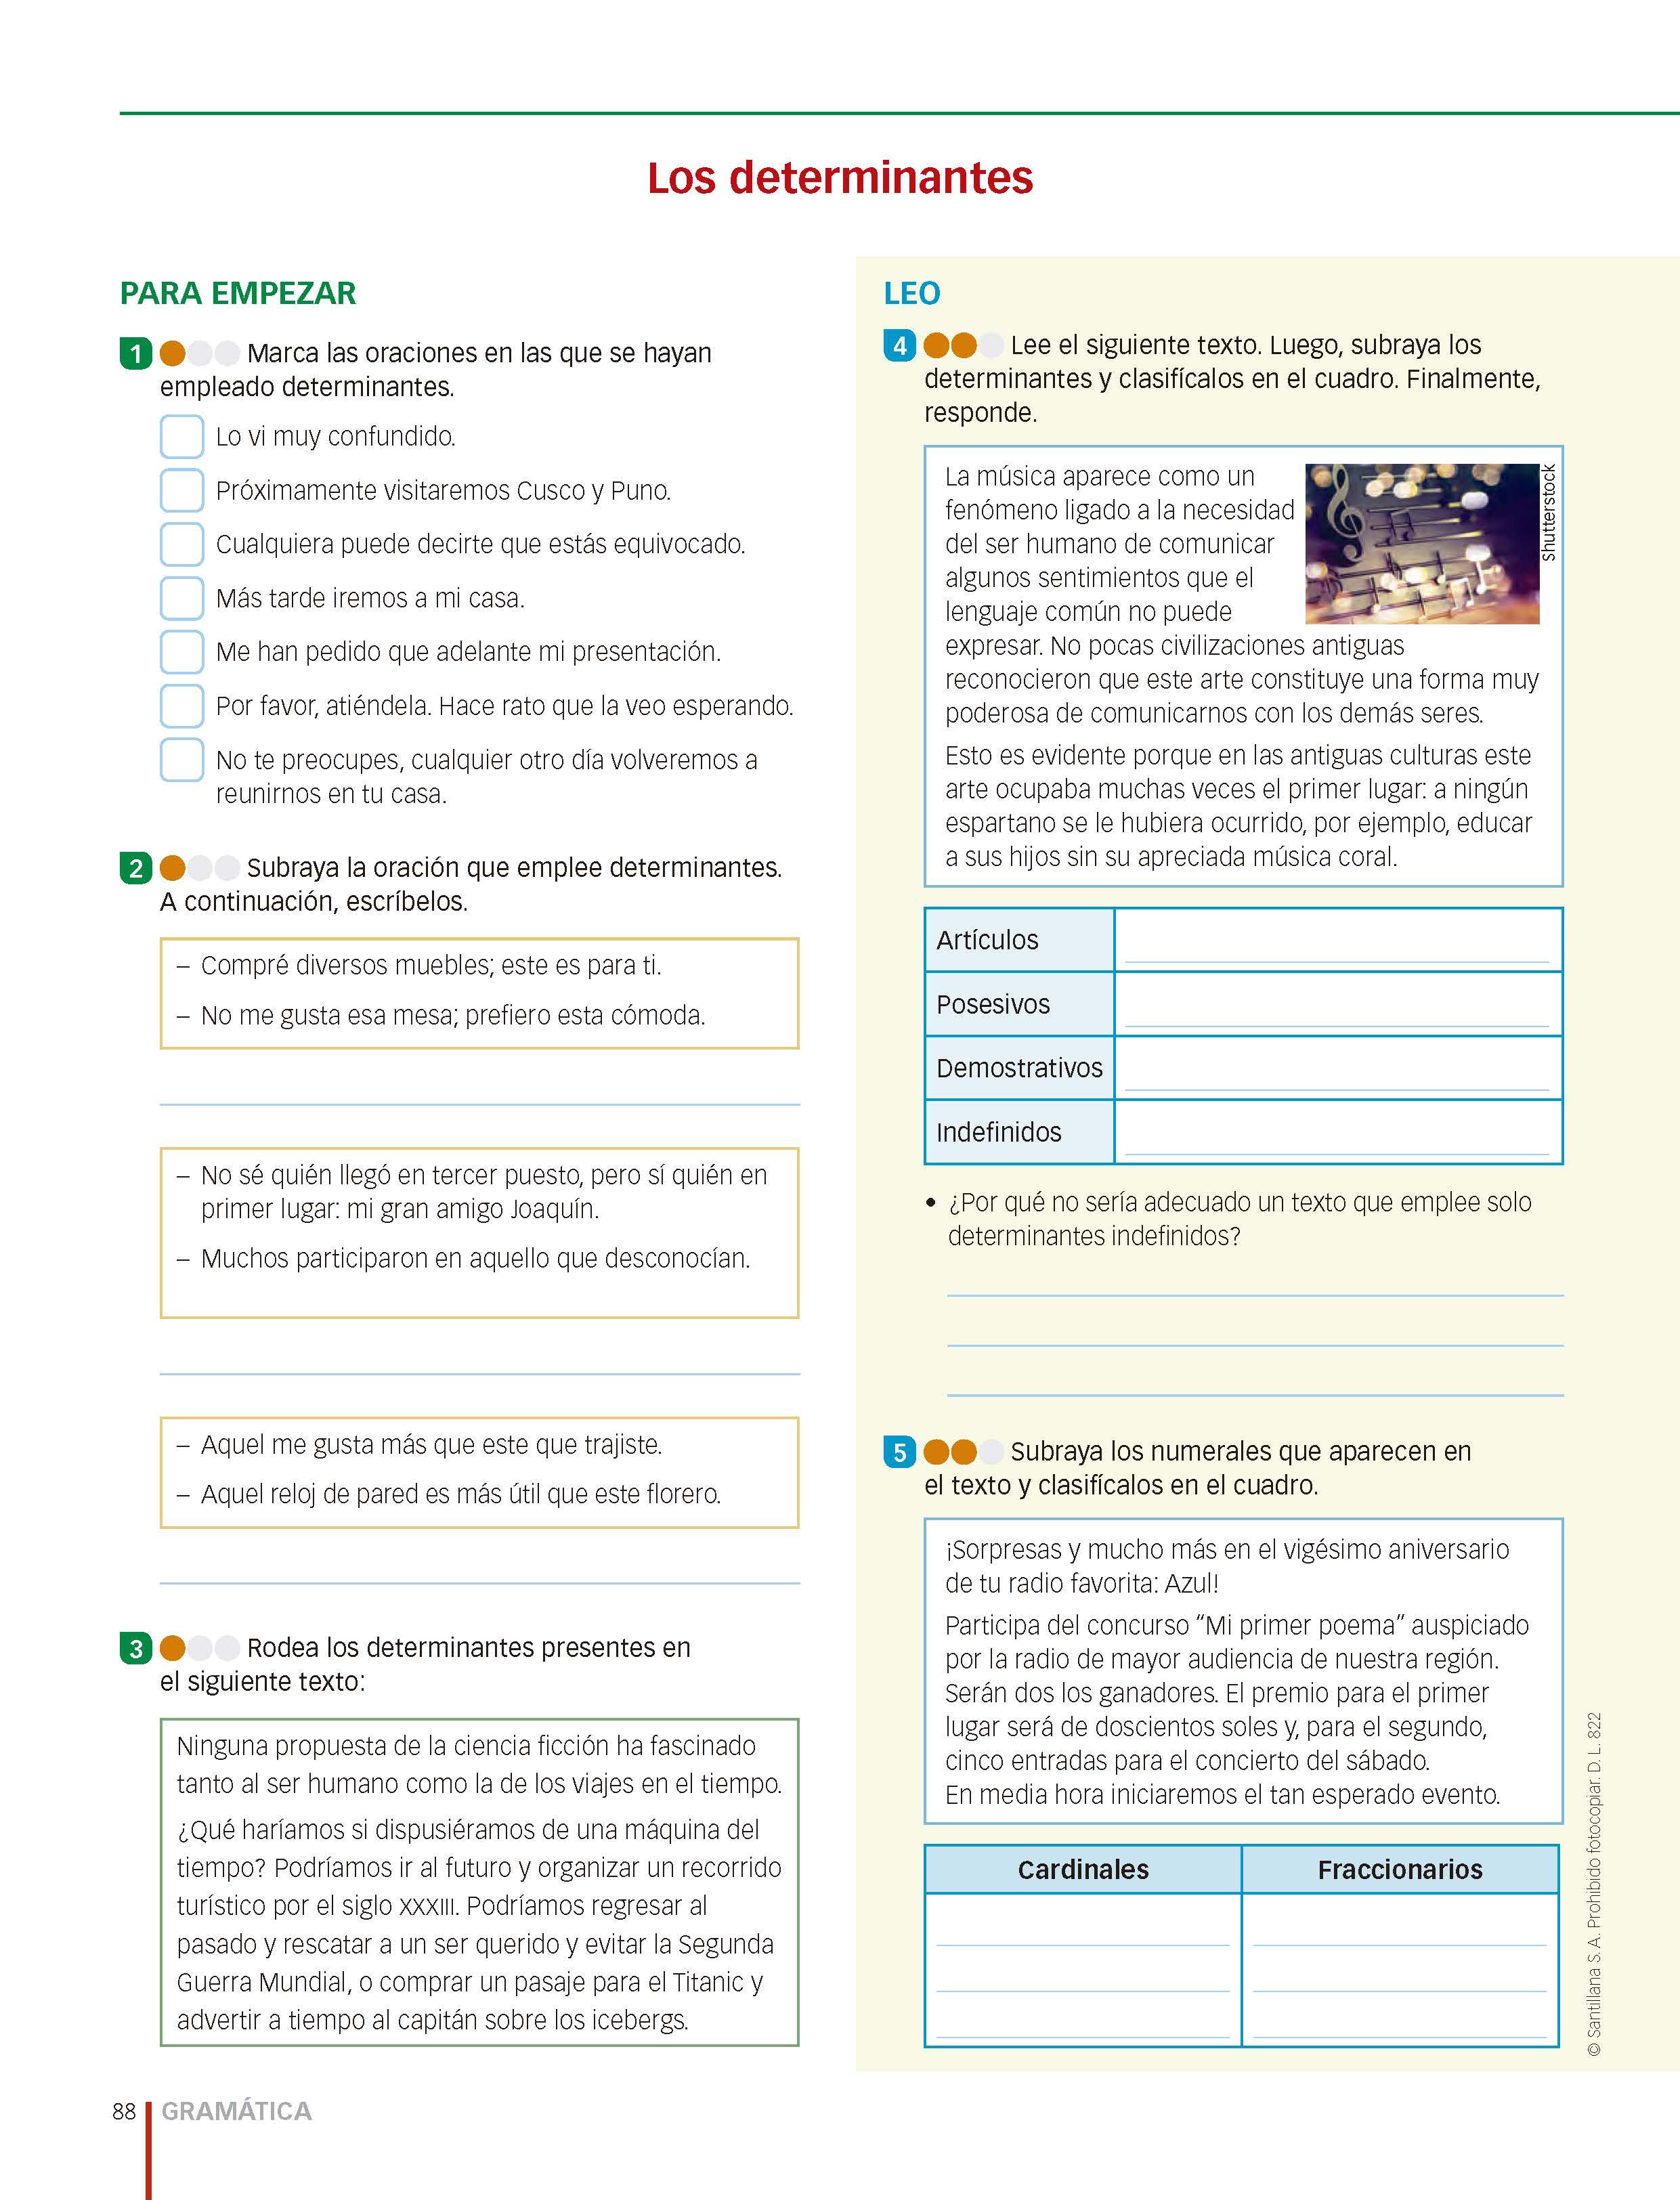 Los determinantes
PARA EMPEZAR
1 Marca las oraciones en las que se hayan
empleado determinantes.
Lo vi muy confundido.
Próximamente visitaremos Cusco y Puno.
Cualquiera puede decirte que estás equivocado.
Más tarde iremos a mi casa.
Me han pedido que adelante mi presentación.
Por favor, atiéndela. Hace rato que la veo esperando.
No te preocupes, cualquier otro día volveremos a
reunirnos en tu casa.
2 Subraya la oración que emplee determinantes.
A continuación, escríbelos.
– Compré diversos muebles; este es para ti.
– No me gusta esa mesa; prefiero esta cómoda.
– No sé quién llegó en tercer puesto, pero sí quién en
primer lugar: mi gran amigo Joaquín.
– Muchos participaron en aquello que desconocían.
– Aquel me gusta más que este que trajiste.
– Aquel reloj de pared es más útil que este florero.
3 Rodea los determinantes presentes en
el siguiente texto:
Ninguna propuesta de la ciencia ficción ha fascinado
tanto al ser humano como la de los viajes en el tiempo.
¿Qué haríamos si dispusiéramos de una máquina del
tiempo? Podríamos ir al futuro y organizar un recorrido
turístico por el siglo XXXIII. Podríamos regresar al
pasado y rescatar a un ser querido y evitar la Segunda
Guerra Mundial, o comprar un pasaje para el Titanic y
advertir a tiempo al capitán sobre los icebergs.
LEO
4 Lee el siguiente texto. Luego, subraya los
determinantes y clasifícalos en el cuadro. Finalmente,
responde.
La música aparece como un
fenómeno ligado a la necesidad
del ser humano de comunicar
algunos sentimientos que el
lenguaje común no puede
expresar. No pocas civilizaciones antiguas
reconocieron que este arte constituye una forma muy
poderosa de comunicarnos con los demás seres.
Shutterstock
Esto es evidente porque en las antiguas culturas este
arte ocupaba muchas veces el primer lugar: a ningún
espartano se le hubiera ocurrido, por ejemplo, educar
a sus hijos sin su apreciada música coral.
Artículos
Posesivos
Demostrativos
Indefinidos
• ¿Por qué no sería adecuado un texto que emplee solo
determinantes indefinidos?
5 Subraya los numerales que aparecen en
el texto y clasifícalos en el cuadro.
¡Sorpresas y mucho más en el vigésimo aniversario
de tu radio favorita: Azul!
Participa del concurso “Mi primer poema” auspiciado
por la radio de mayor audiencia de nuestra región.
Serán dos los ganadores. El premio para el primer
lugar será de doscientos soles y, para el segundo,
cinco entradas para el concierto del sábado.
En media hora iniciaremos el tan esperado evento.
Cardinales Fraccionarios
© Santillana S. A. Prohibido fotocopiar. D. L. 822
88 GRAMÁTICA